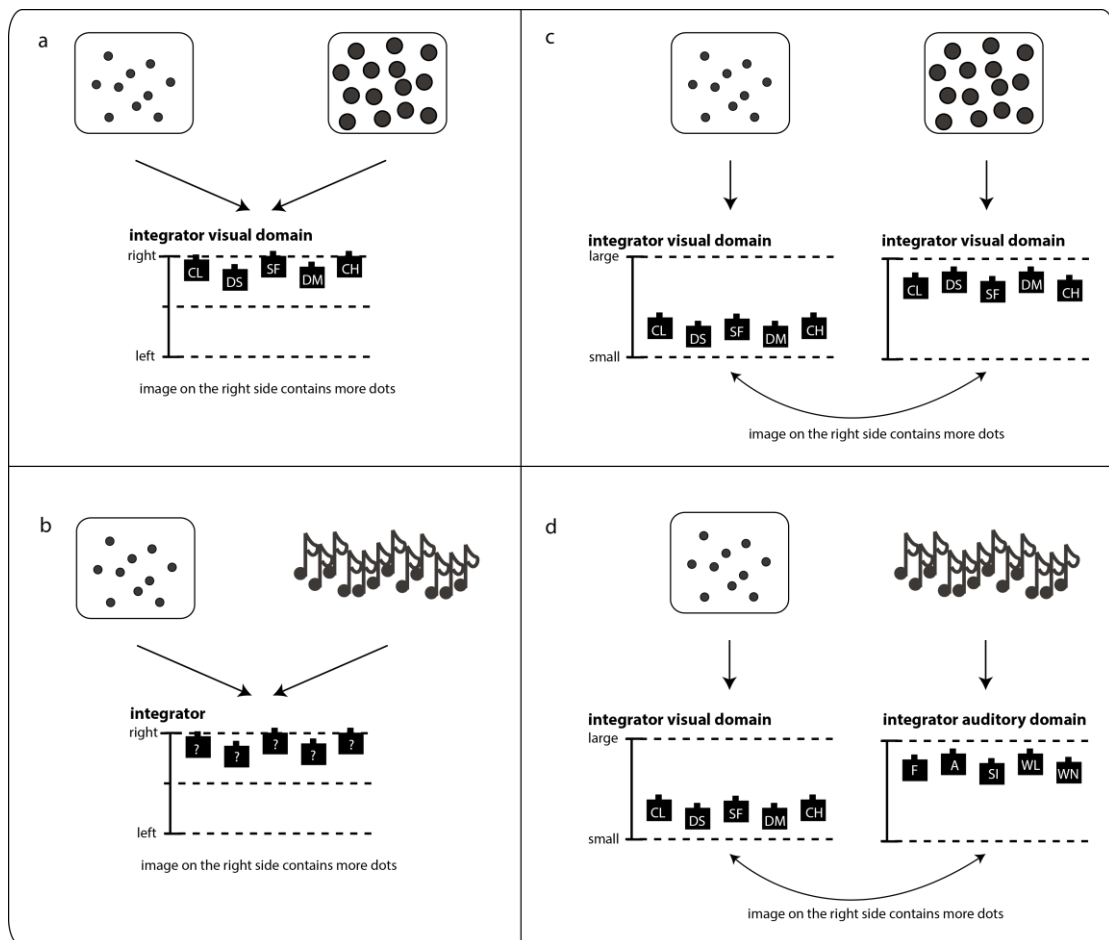 a
integrator visual domain
right
CL DS SF DM CH
left
image on the right side contains more dots
c
integrator visual domain
large
CL DS SF DM CH
small
integrator visual domain
CL DS SF DM CH
image on the right side contains more dots
b
integrator
right
? ? ? ? ?
left
image on the right side contains more dots
d
integrator visual domain
large
CL DS SF DM CH
small
integrator auditory domain
F A SI WL WN
image on the right side contains more dots